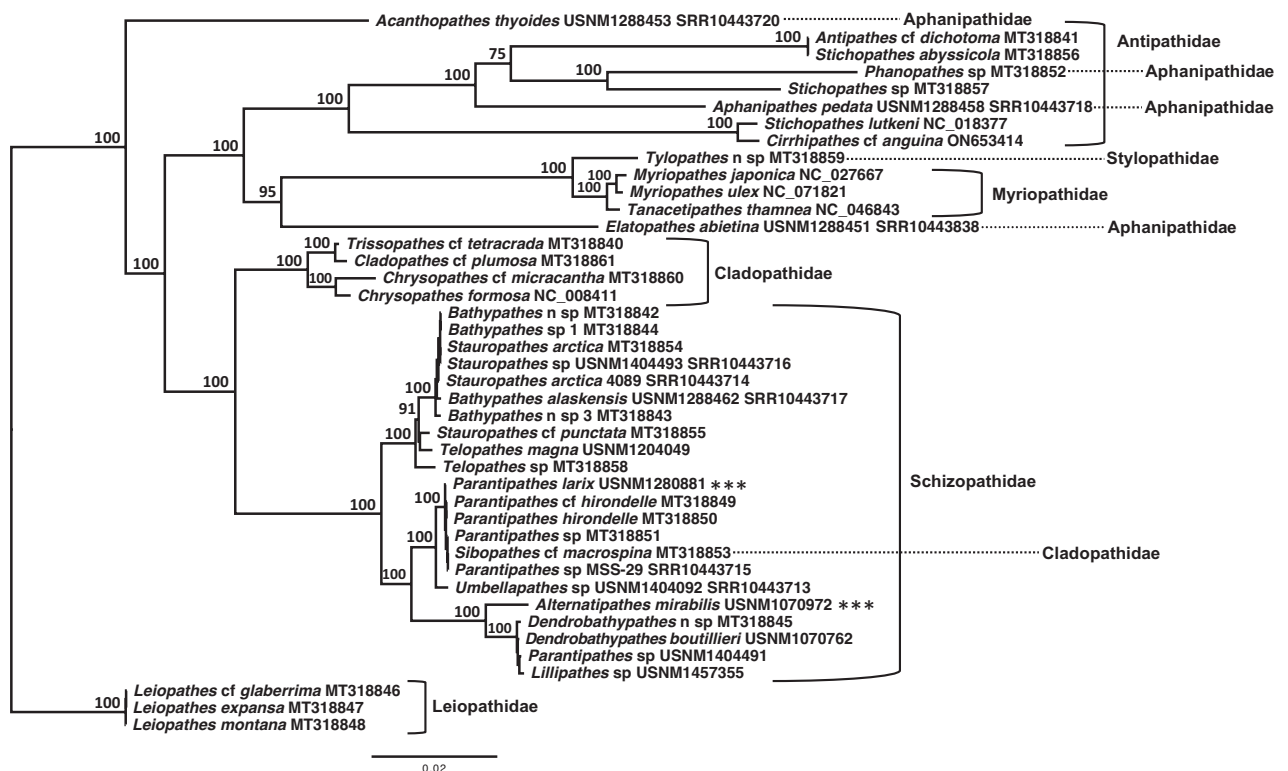 Acanthopathes thyoides USNM1288453 SRR10443720 Aphanipathidae
Antipathes cf dichotoma MT318841
Antipathidae
100
Stichopathes abyssicola MT318856
75
Phanopathes sp MT318852 Aphanipathidae
100
100
Stichopathes sp MT318857
100
Aphanipathes pedata USNM1288458 SRR10443718 Aphanipathidae
Stichopathes lutkeni NC_018377
100
Cirrhipathes cf anguina ON653414
100
100
Tylopathes n sp MT318859 Stylopathidae
100
Myriopathes japonica NC_027667
100
Myriopathes ulex NC_071821
100
Myriopathidae
95
Tanacetipathes thamnea NC_046843
Elatopathes abietina USNM1288451 SRR10443838 Aphanipathidae
Trissopathes cf tetracrada MT318840
100
Cladopathes cf plumosa MT318861
100
100
Cladopathidae
Chrysopathes cf micracantha MT318860
100
Chrysopathes formosa NC_008411
Bathypathes n sp MT318842
Bathypathes sp 1 MT318844
Stauropathes arctica MT318854
Stauropathes sp USNM1404493 SRR10443716
100
Stauropathes arctica 4089 SRR10443714
100
Bathypathes alaskensis USNM1288462 SRR10443717
91
Bathypathes n sp 3 MT318843
Stauropathes cf punctata MT318855
100
Telopathes magna USNM1204049
Telopathes sp MT318858
Parantipathes larix USNM1280881 ***
Schizopathidae
100
Parantipathes cf hirondelle MT318849
100
Parantipathes hirondelle MT318850
Parantipathes sp MT318851
100
Sibopathes cf macrospina MT318853 Cladopathidae
Parantipathes sp MSS-29 SRR10443715
100
Umbellapathes sp USNM1404092 SRR10443713
Alternatipathes mirabilis USNM1070972 ***
100
Dendrobathypathes n sp MT318845
100
Dendrobathypathes boutillieri USNM1070762
Parantipathes sp USNM1404491
Lillipathes sp USNM1457355
Leiopathes cf glaberrima MT318846
100
Leiopathes expansa MT318847
Leiopathidae
Leiopathes montana MT318848
0.02